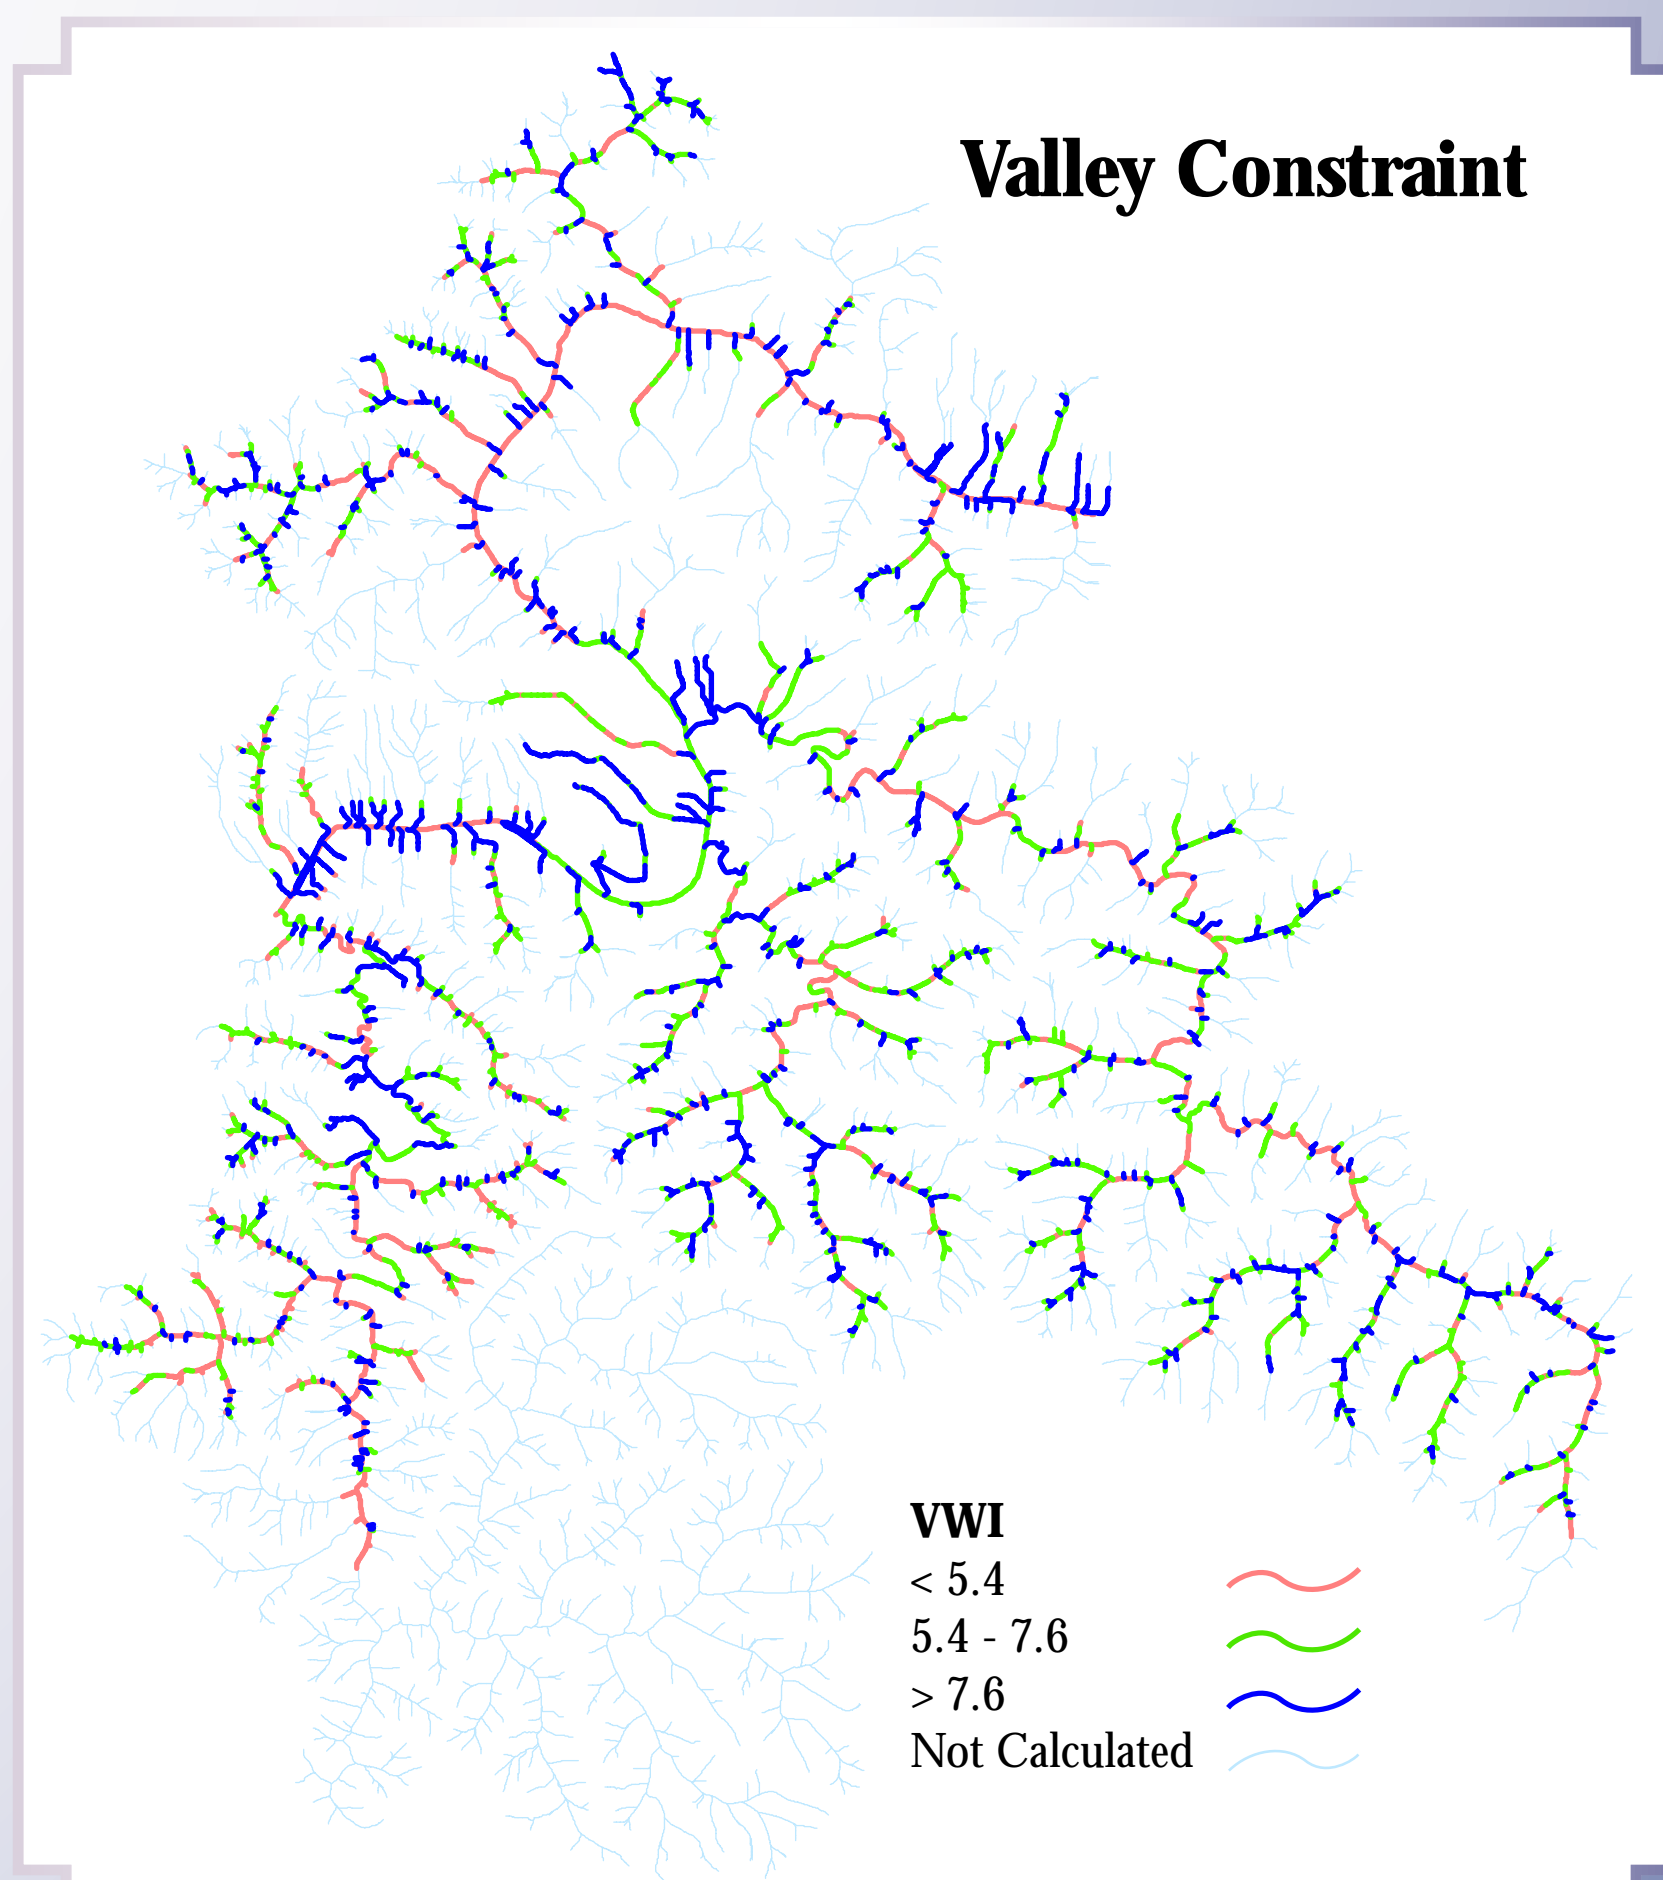 Valley Constraint
VWI
< 5.4
5.4 - 7.6
> 7.6
Not Calculated